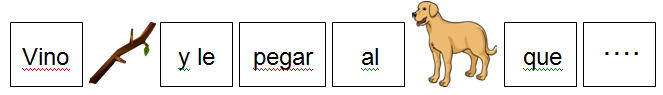 Vino y le pegar al que ....